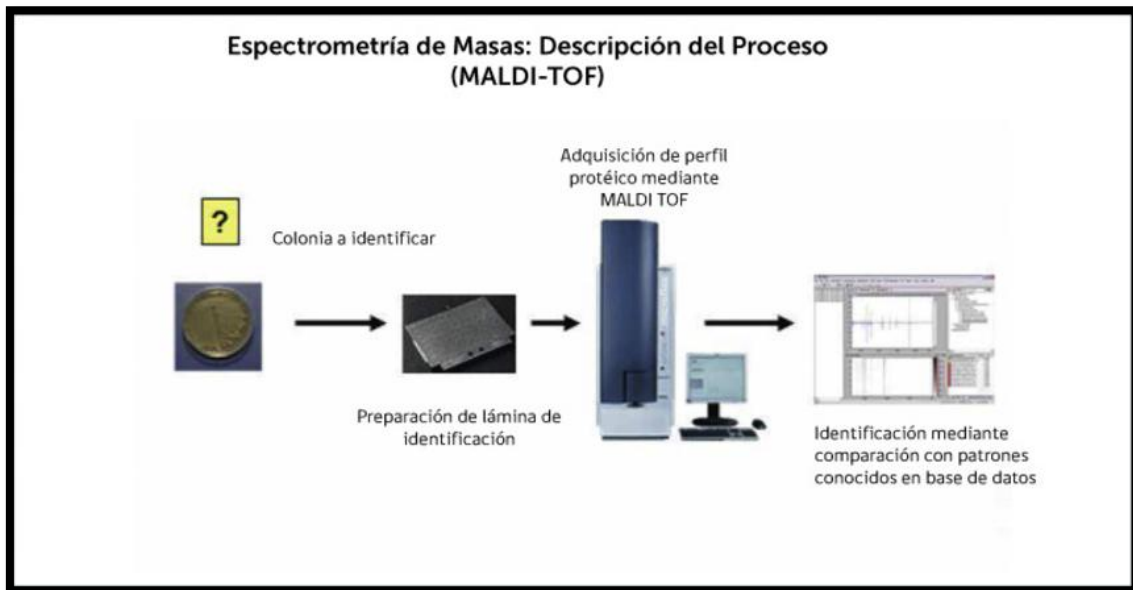 Espectrometría de Masas: Descripción del Proceso
(MALDI-TOF)
Adquisición de perfil
protéico mediante
MALDI TOF
?
Colonia a identificar
Preparación de lámina de
identificación
Identificación mediante
comparación con patrones
conocidos en base de datos